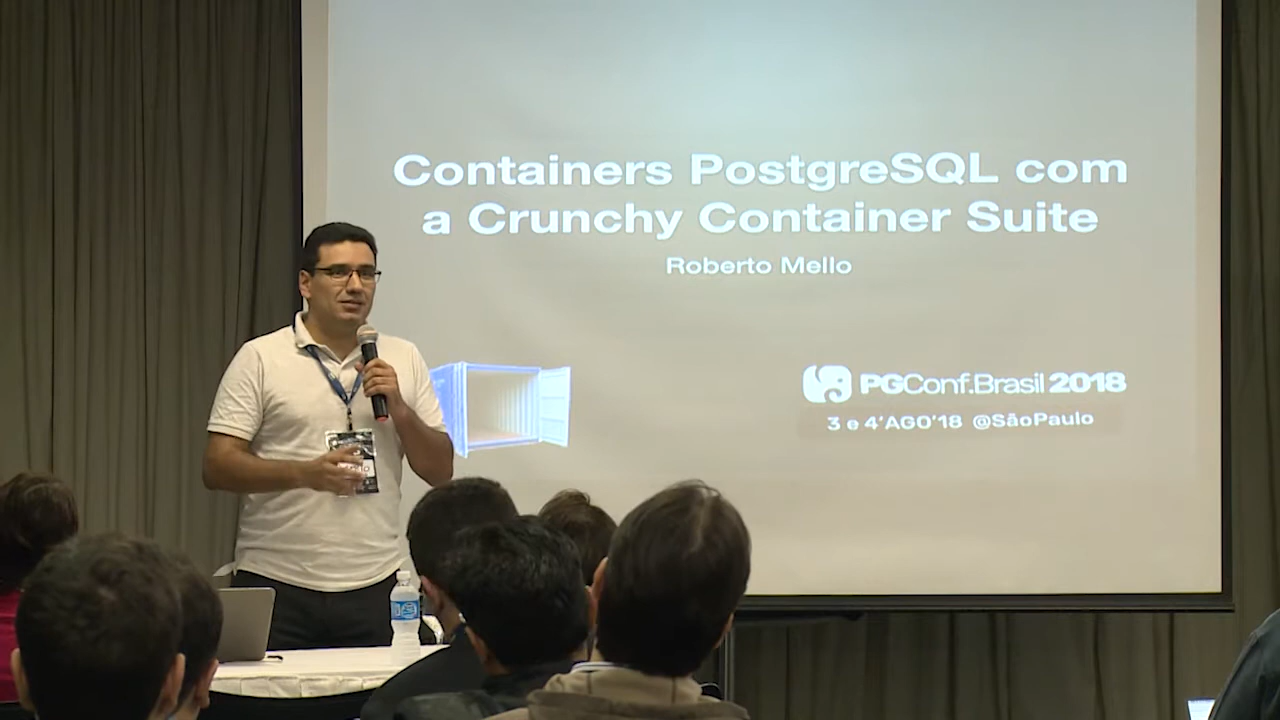 Containers PostgreSQL com
a Crunchy Container Suite
Roberto Mello
PGConf.Brasil 2018
3 e 4'AGO'18 @SãoPaulo